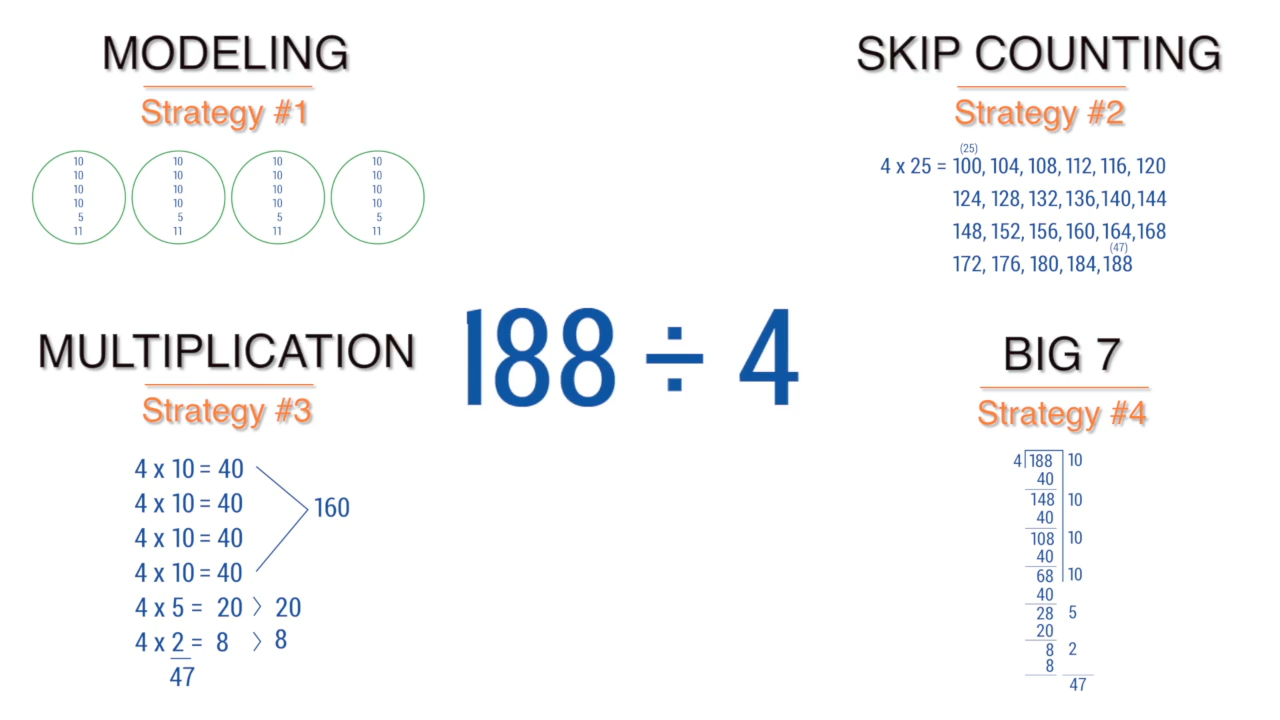 MODELING
Strategy #1
10 10 10 10
10 10 10 10
10 10 10 10
10 10 10 10
5 5 5 5
11 11 11 11
SKIP COUNTING
Strategy #2
(25)
4 x 25 = 100, 104, 108, 112, 116, 120
124, 128, 132, 136, 140, 144
148, 152, 156, 160, 164, 168
(47)
172, 176, 180, 184, 188
188 ÷ 4
MULTIPLICATION
Strategy #3
4 x 10 = 40
4 x 10 = 40
160
4 x 10 = 40
4 x 10 = 40
4 x 5 = 20 > 20
4 x 2 = 8 > 8
47
BIG 7
Strategy #4
4 188 10
40
148 10
40
108 10
40
68 10
40
28 5
20
8 2
8
47